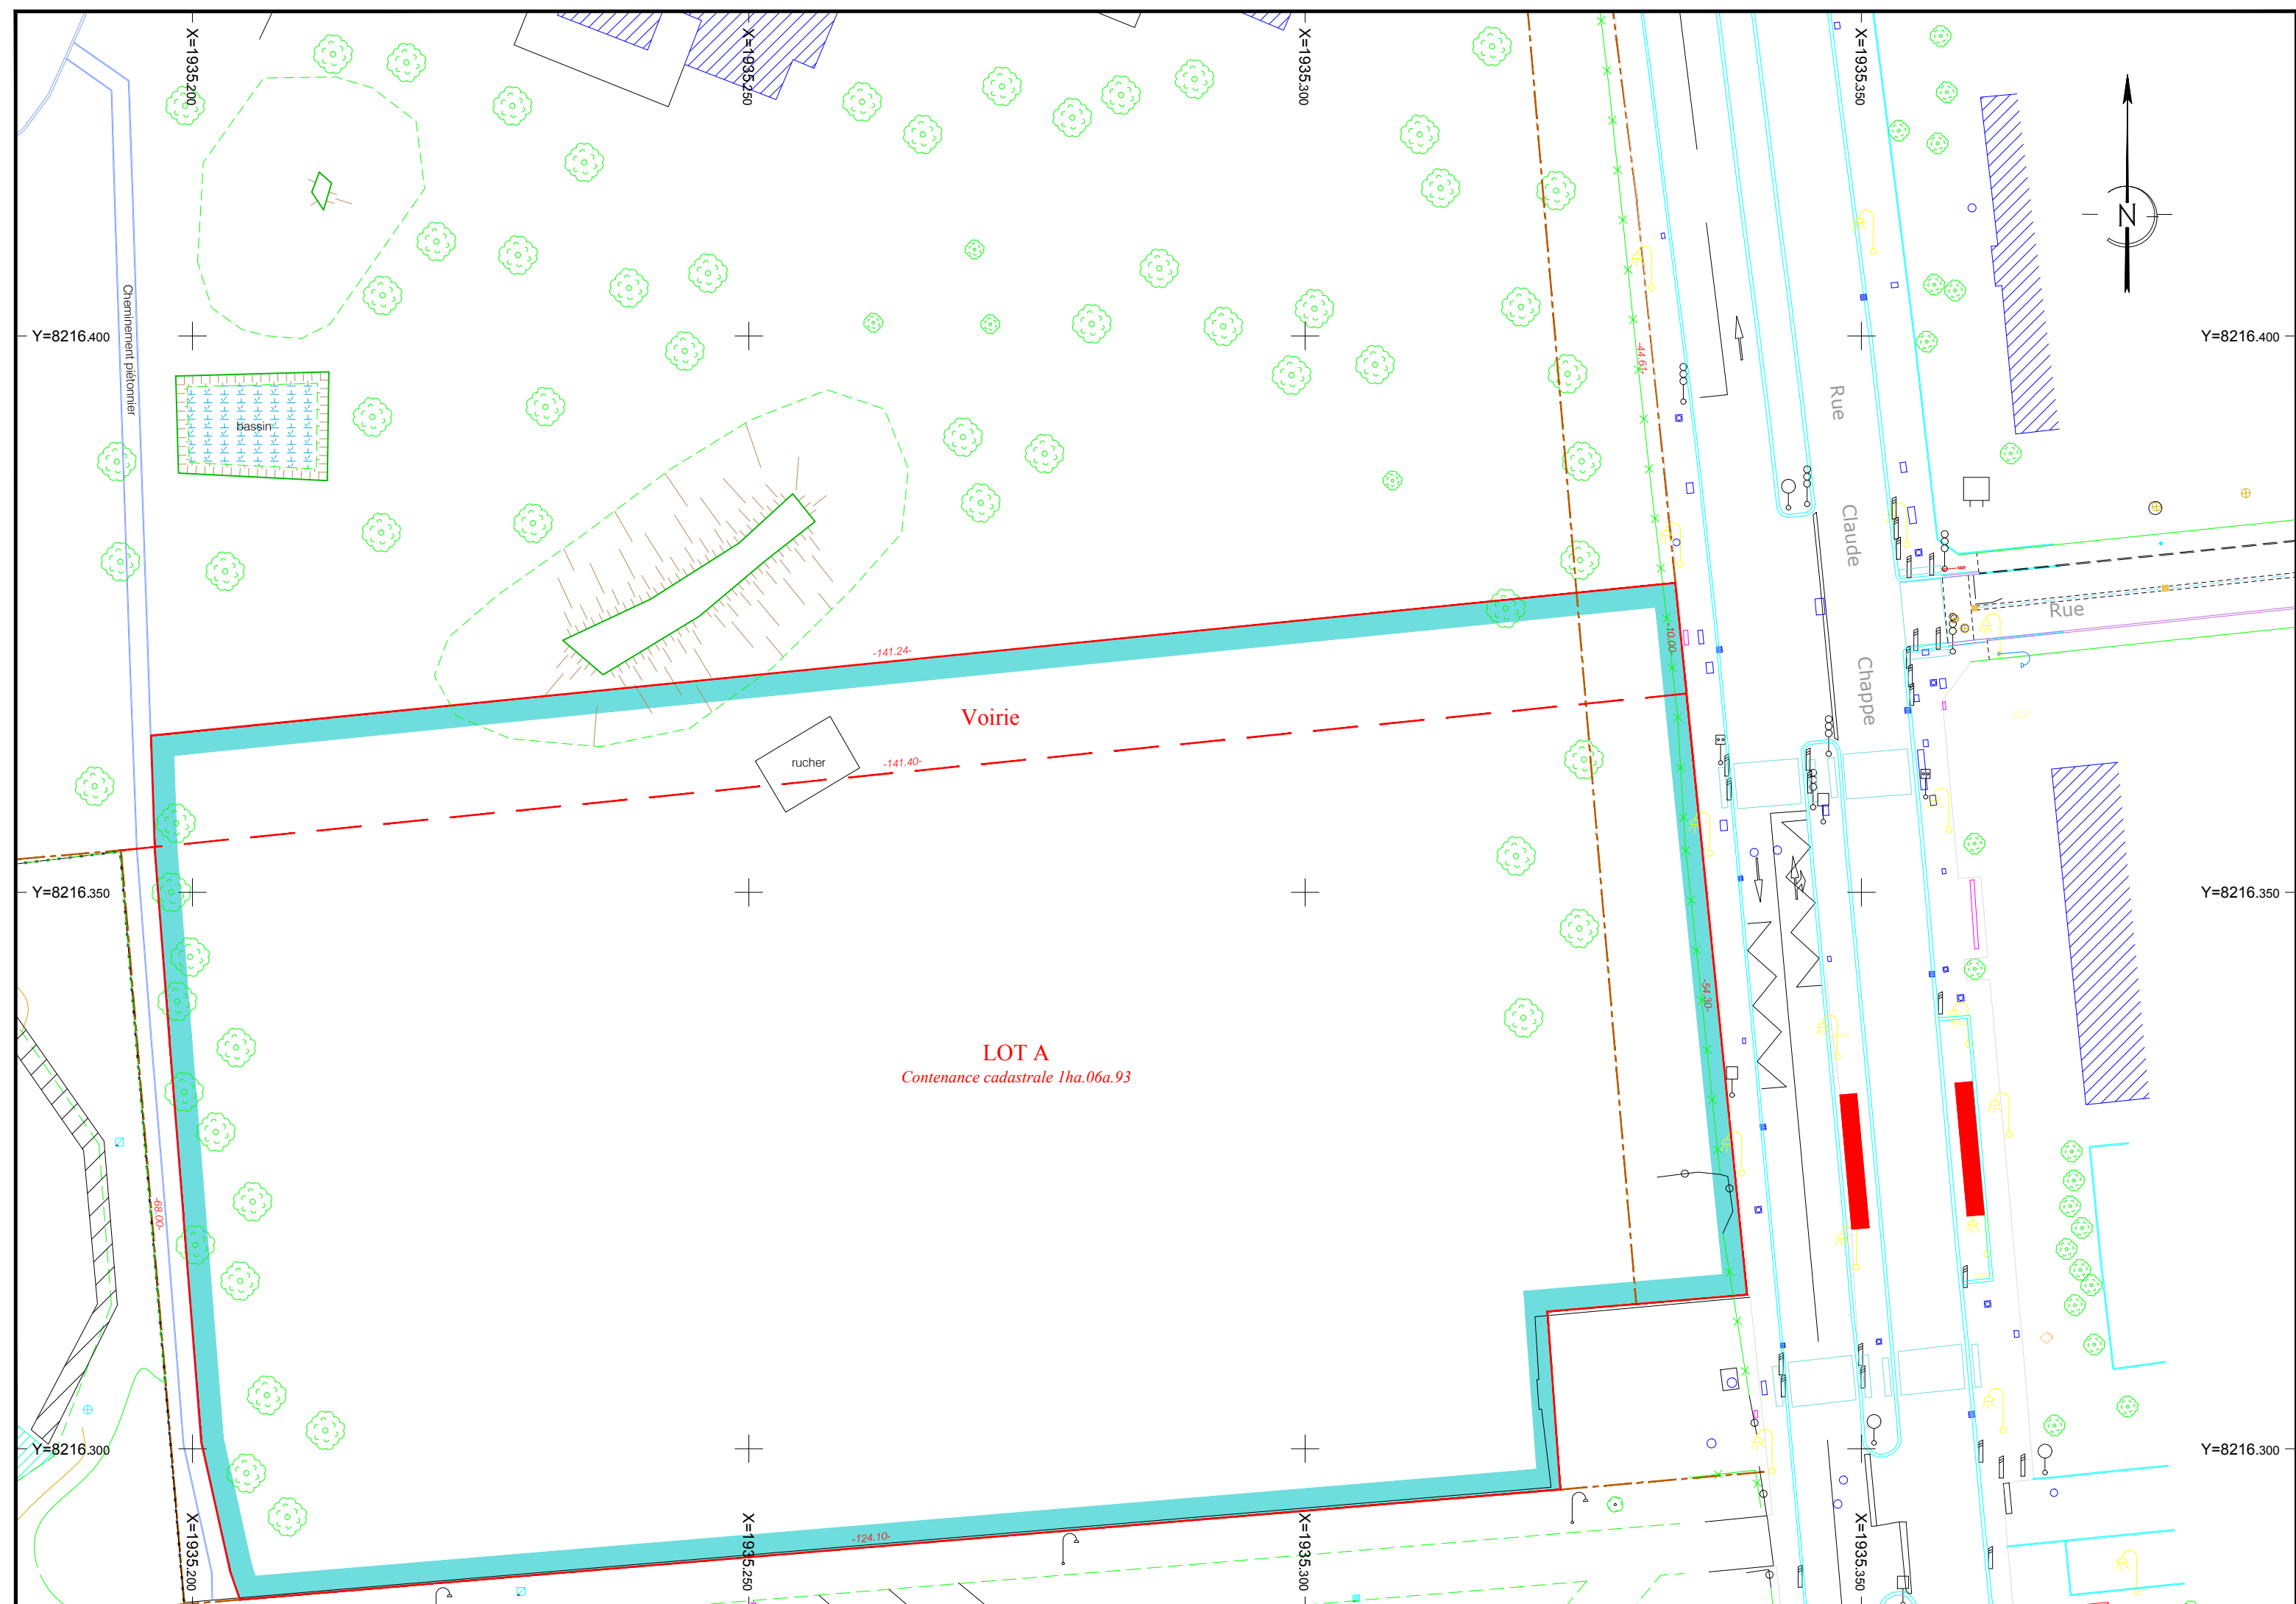 X=1935.200
X=1935.250
X=1935.300
X=1935.350
N
Cheminement piétonnier
Y=8216.400
Y=8216.400
-44.61-
bassin
Rue
Claude
Chappe
Rue
-141.24-
-10.00-
Voirie
rucher
-141.40-
Y=8216.350
Y=8216.350
-54.30-
LOT A
Contenance cadastrale 1ha.06a.93
-68.00-
Y=8216.300
Y=8216.300
-124.10-
X=1935.200
X=1935.250
X=1935.300
X=1935.350